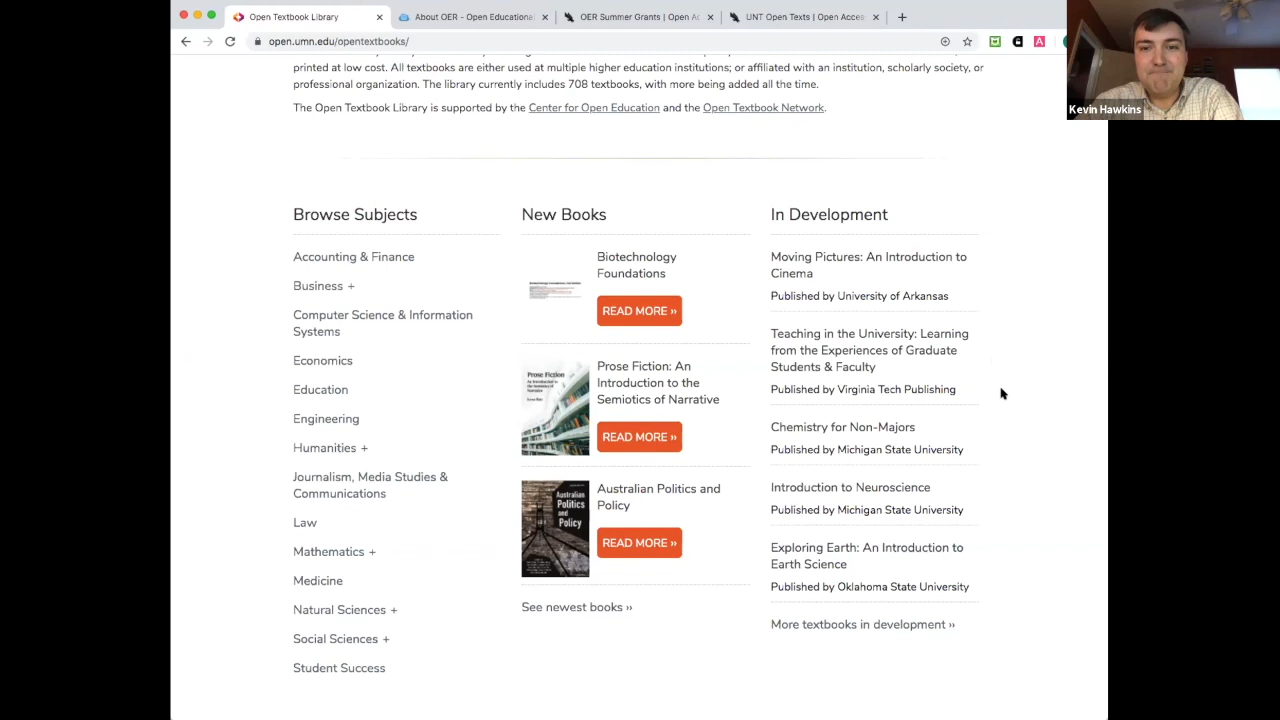 Open Textbook Library
About OER - Open Educationa
OER Summer Grants | Open Ac
UNT Open Texts | Open Acces
open.umn.edu/opentextbooks/
Kevin Hawkins
printed at low cost. All textbooks are either used at multiple higher education institutions; or affiliated with an institution, scholarly society, or
professional organization. The library currently includes 708 textbooks, with more being added all the time.
The Open Textbook Library is supported by the Center for Open Education and the Open Textbook Network.
Browse Subjects
Accounting & Finance
Business +
Computer Science & Information
Systems
Economics
Education
Engineering
Humanities +
Journalism, Media Studies &
Communications
Law
Mathematics +
Medicine
Natural Sciences +
Social Sciences +
Student Success
New Books
Biotechnology
Foundations
READ MORE ››
Prose Fiction
Prose Fiction: An
Introduction to the
Semiotics of Narrative
READ MORE ››
Australian
Politics
and
Policy
Australian Politics and
Policy
READ MORE ››
See newest books ››
In Development
Moving Pictures: An Introduction to
Cinema
Published by University of Arkansas
Teaching in the University: Learning
from the Experiences of Graduate
Students & Faculty
Published by Virginia Tech Publishing
Chemistry for Non-Majors
Published by Michigan State University
Introduction to Neuroscience
Published by Michigan State University
Exploring Earth: An Introduction to
Earth Science
Published by Oklahoma State University
More textbooks in development ››